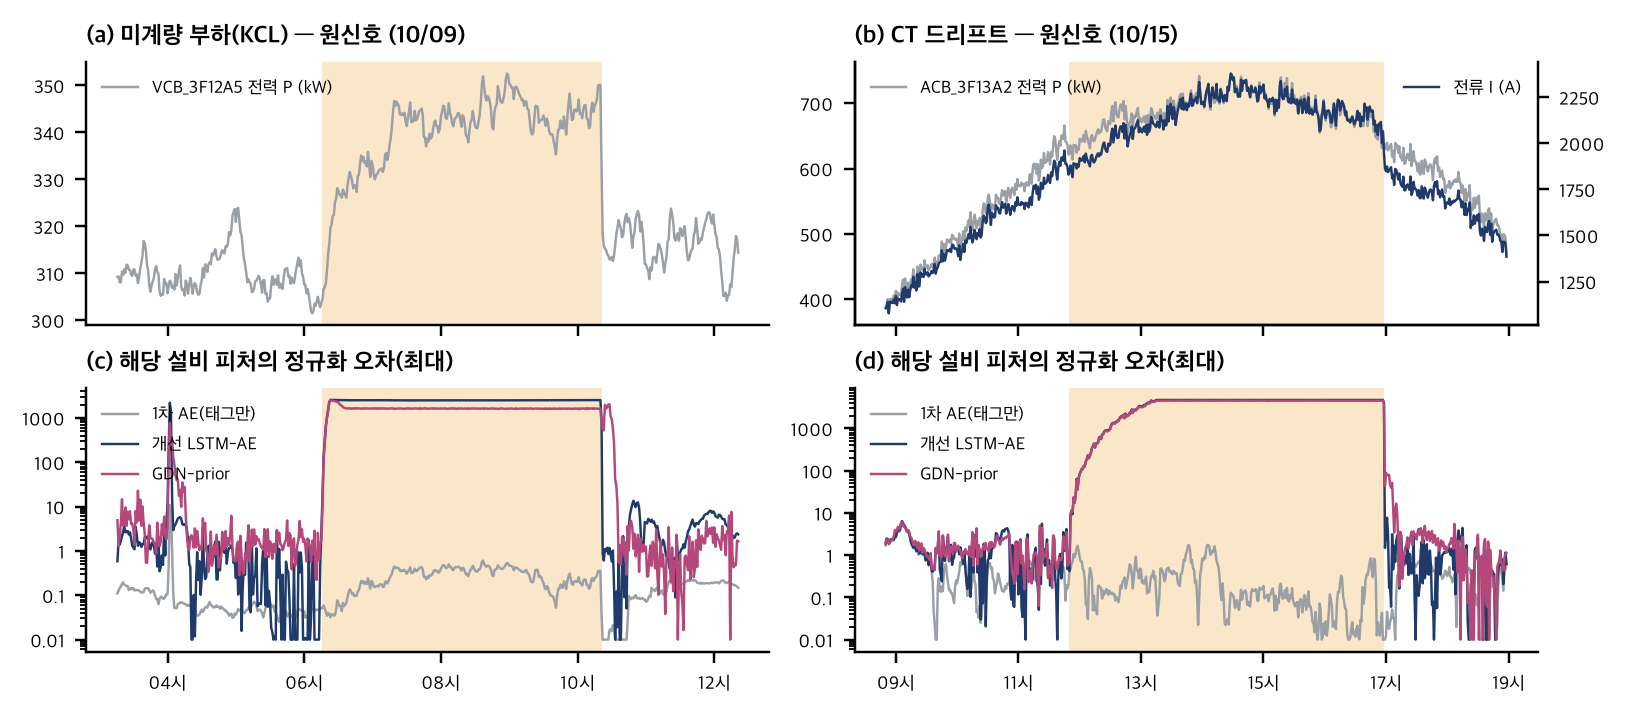 (a) 미계량 부하(KCL) — 원신호 (10/09)
VCB_3F12A5 전력 P (kW)
350
340
330
320
310
300
(b) CT 드리프트 — 원신호 (10/15)
ACB_3F13A2 전력 P (kW)
전류 I (A)
700
600
500
400
2250
2000
1750
1500
1250
(c) 해당 설비 피처의 정규화 오차(최대)
1차 AE(태그만)
개선 LSTM-AE
GDN-prior
1000
100
10
1
0.1
0.01
04시
06시
08시
10시
12시
(d) 해당 설비 피처의 정규화 오차(최대)
1차 AE(태그만)
개선 LSTM-AE
GDN-prior
1000
100
10
1
0.1
0.01
09시
11시
13시
15시
17시
19시